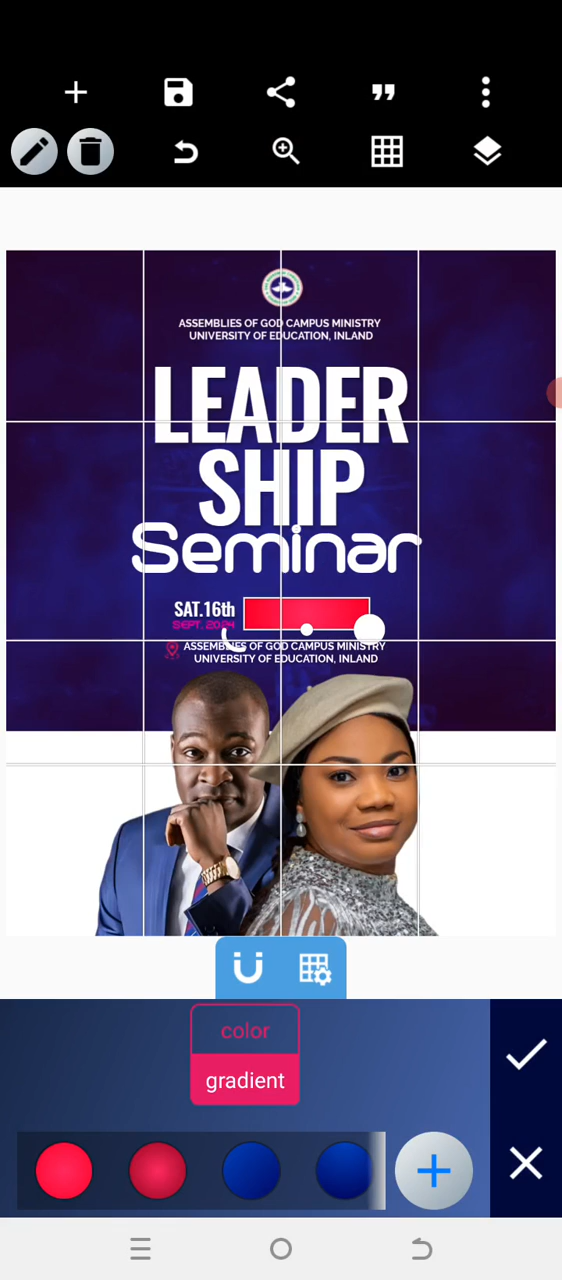 ASSEMBLIES OF GOD CAMPUS MINISTRY
UNIVERSITY OF EDUCATION, INLAND
LEADER
SHIP
Seminar
SAT.16th
SEPT, 2024
ASSEMBLIES OF GOD CAMPUS MINISTRY
UNIVERSITY OF EDUCATION, INLAND
color
gradient